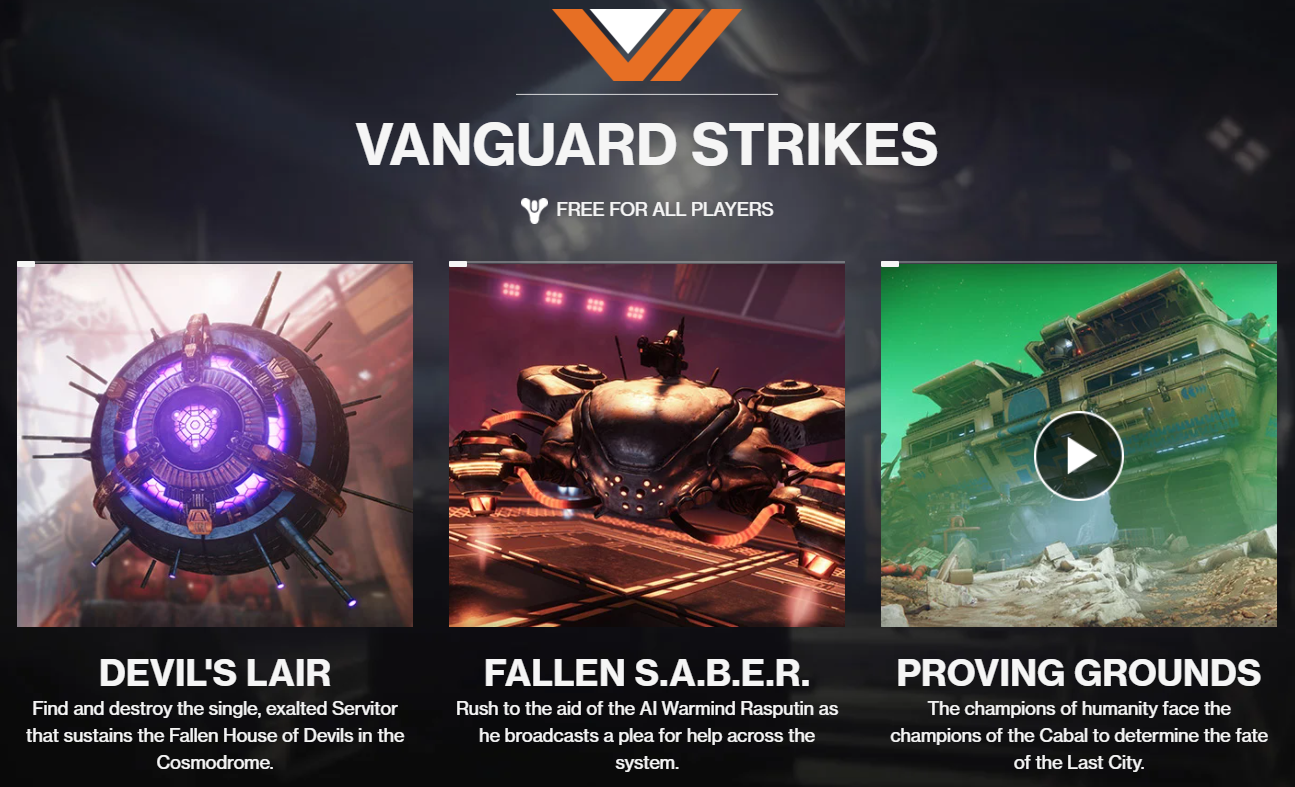 VANGUARD STRIKES
FREE FOR ALL PLAYERS
DEVIL'S LAIR
Find and destroy the single, exalted Servitor
that sustains the Fallen House of Devils in the
Cosmodrome.
FALLEN S.A.B.E.R.
Rush to the aid of the AI Warmind Rasputin as
he broadcasts a plea for help across the
system.
PROVING GROUNDS
The champions of humanity face the
champions of the Cabal to determine the fate
of the Last City.